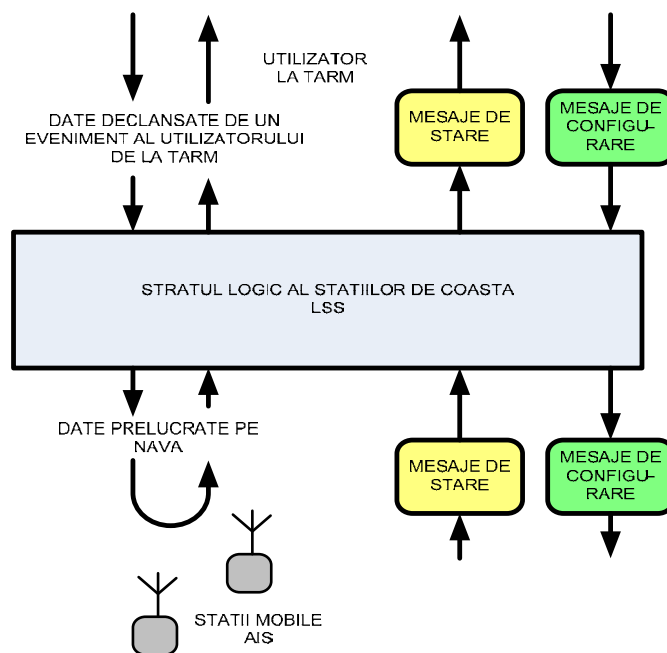 UTILIZATOR
LA TARM
DATE DECLANSATE DE UN
EVENIMENT AL UTILIZATORULUI
DE LA TARM
MESAJE DE
STARE
MESAJE DE
CONFIGU-
RARE
STRATUL LOGIC AL STATIILOR DE COASTA
LSS
DATE PRELUCRATE PE
NAVA
MESAJE DE
STARE
MESAJE DE
CONFIGU-
RARE
STATII MOBILE
AIS